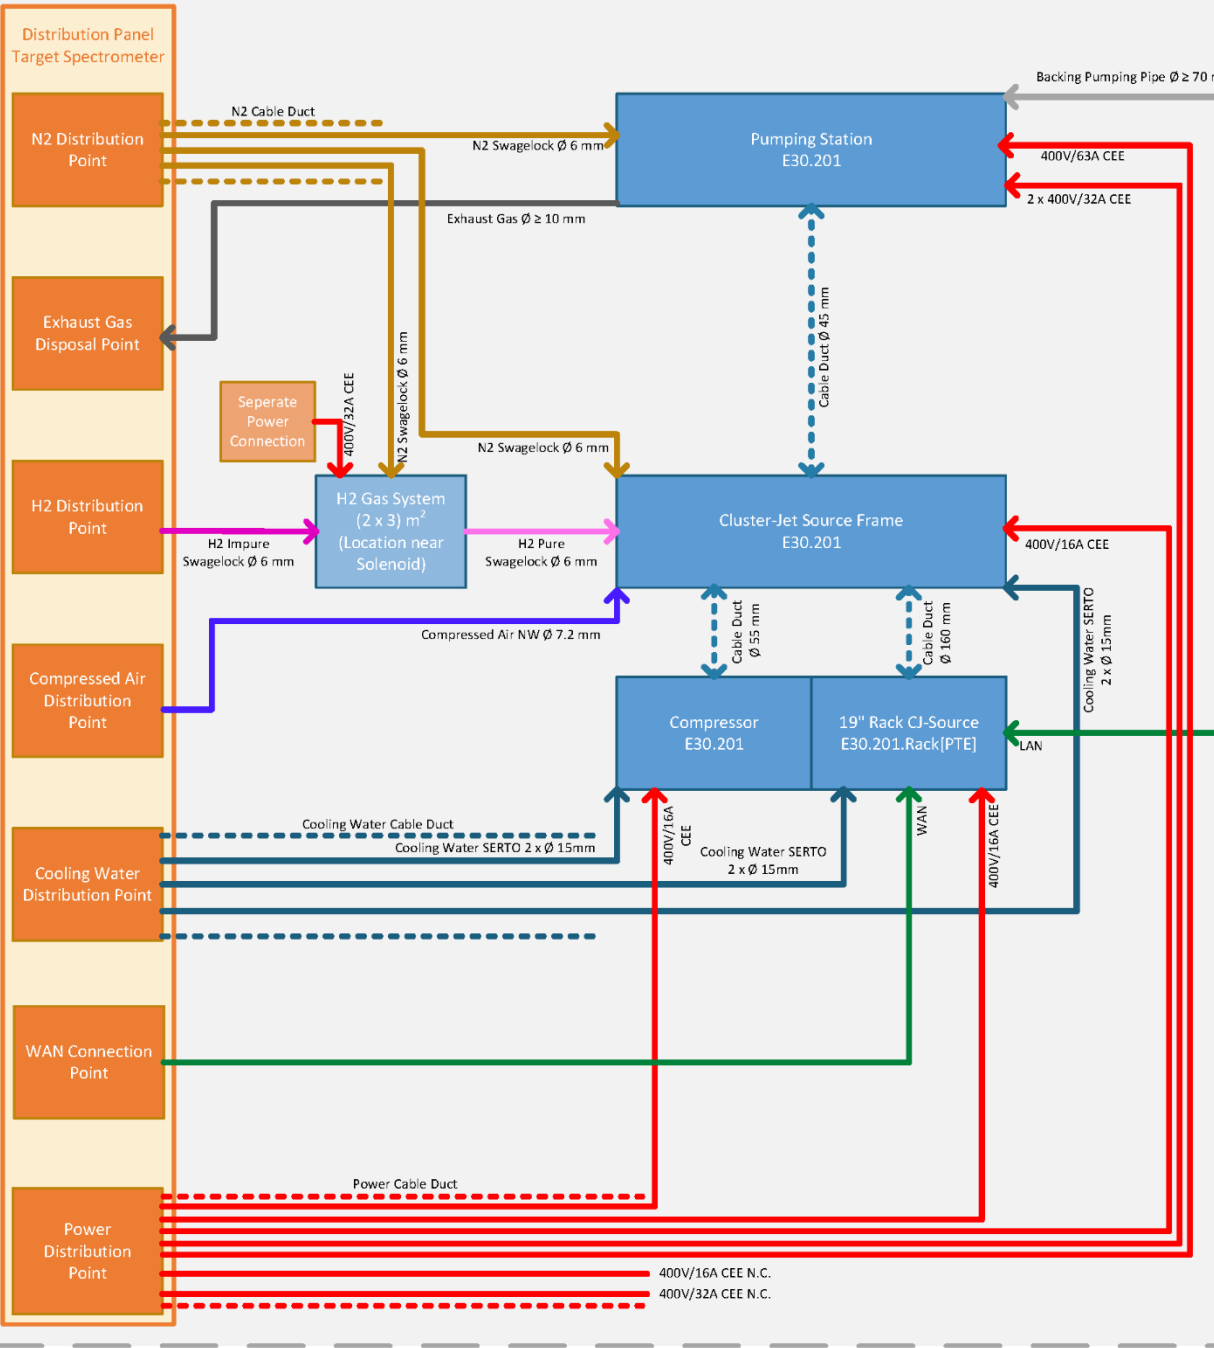 Distribution Panel
Target Spectrometer
Backing Pumping Pipe Ø ≥ 70
N2 Cable Duct
N2 Distribution
Point
N2 Swagelock Ø 6 mm
Pumping Station
E30.201
400V/63A CEE
2 x 400V/32A CEE
Exhaust Gas Ø ≥ 10 mm
Exhaust Gas
Disposal Point
Cable Duct Ø 45 mm
Seperate
Power
Connection
400V/32A CEE
N2 Swagelock Ø 6 mm
N2 Swagelock Ø 6 mm
H2 Distribution
Point
H2 Impure
Swagelock Ø 6 mm
H2 Gas System
(2 x 3) m²
(Location near
Solenoid)
H2 Pure
Swagelock Ø 6 mm
Cluster-Jet Source Frame
E30.201
400V/16A CEE
Compressed Air NW Ø 7.2 mm
Cable Duct
Ø 55 mm
Cable Duct
Ø 160 mm
Cooling Water SERTO
2 x Ø 15mm
Compressed Air
Distribution
Point
Compressor
E30.201
19" Rack CJ-Source
E30.201.Rack[PTE]
LAN
Cooling Water Cable Duct
Cooling Water SERTO 2 x Ø 15mm
400V/16A
CEE
Cooling Water SERTO
2 x Ø 15mm
WAN
400V/16A CEE
Cooling Water
Distribution Point
WAN Connection
Point
Power Cable Duct
Power
Distribution
Point
400V/16A CEE N.C.
400V/32A CEE N.C.